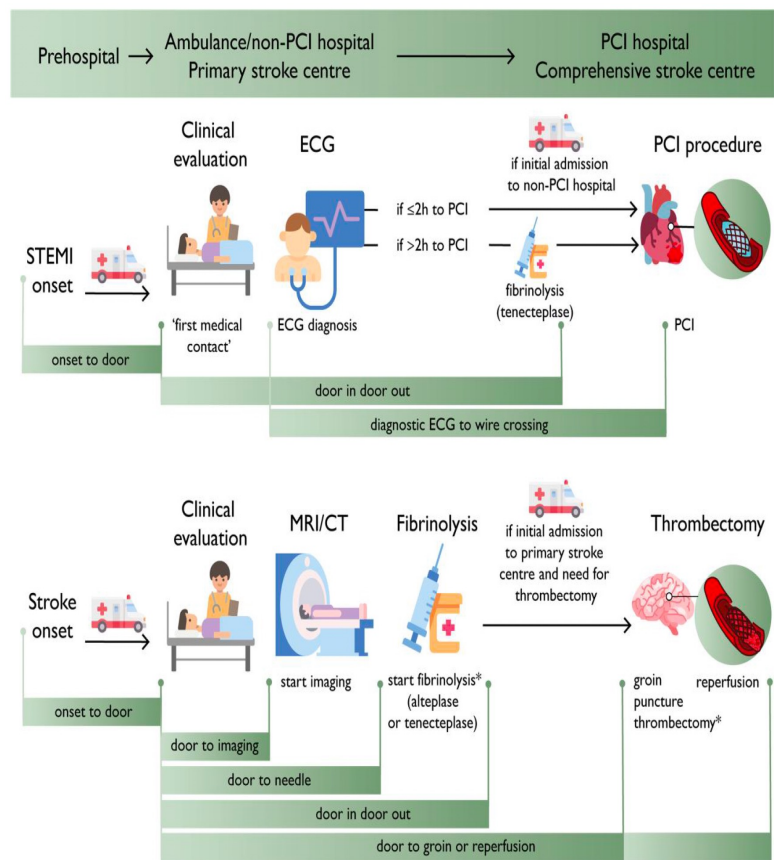 Prehospital
Ambulance/non-PCI hospital
Primary stroke centre
PCI hospital
Comprehensive stroke centre
Clinical
evaluation
ECG
if initial admission
to non-PCI hospital
PCI procedure
STEMI
onset
if ≤2h to PCI
if >2h to PCI
fibrinolysis
(tenecteplase)
'first medical
contact'
ECG diagnosis
PCI
onset to door
door in door out
diagnostic ECG to wire crossing
Clinical
evaluation
MRI/CT
Fibrinolysis
if initial admission
to primary stroke
centre and need for
thrombectomy
Thrombectomy
Stroke
onset
start imaging
start fibrinolysis*
(alteplase
or tenecteplase)
groin
puncture
thrombectomy*
reperfusion
onset to door
door to imaging
door to needle
door in door out
door to groin or reperfusion